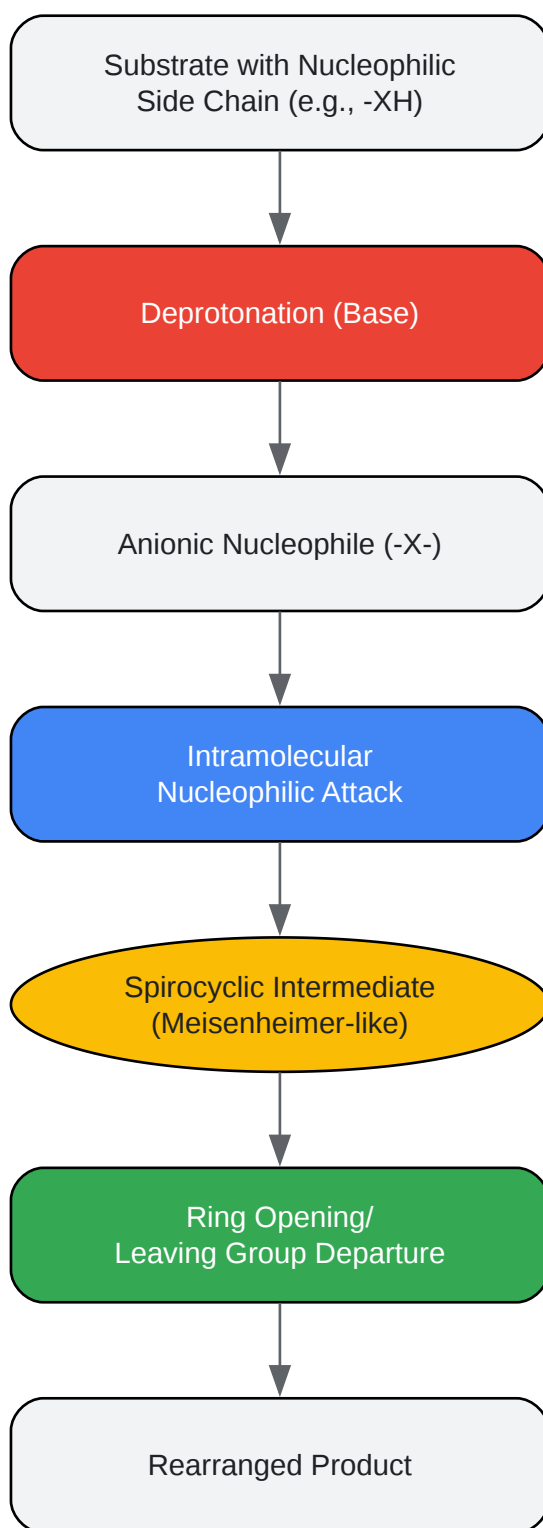 Substrate with Nucleophilic
Side Chain (e.g., -XH)
Deprotonation (Base)
Anionic Nucleophile (-X-)
Intramolecular
Nucleophilic Attack
Spirocyclic Intermediate
(Meisenheimer-like)
Ring Opening/
Leaving Group Departure
Rearranged Product